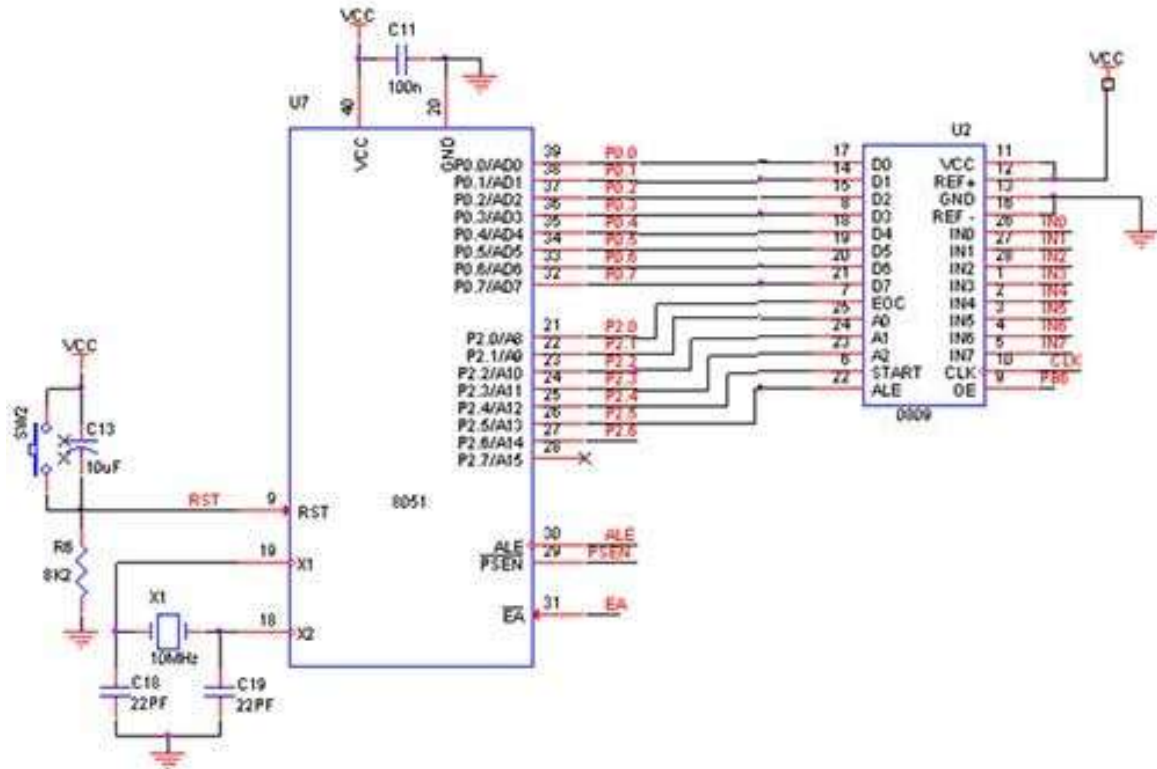 VCC
C11
100n
VCC
U7
40
20
VCC
GND
U2
39 P0.0
38 P0.1
37 P0.2
36 P0.3
35 P0.4
34 P0.5
33 P0.6
32 P0.7
P0.0/AD0
P0.1/AD1
P0.2/AD2
P0.3/AD3
P0.4/AD4
P0.5/AD5
P0.6/AD6
P0.7/AD7
21 P2.0
22 P2.1
23 P2.2
24 P2.3
25 P2.4
26 P2.5
27 P2.6
28
P2.0/A8
P2.1/A9
P2.2/A10
P2.3/A11
P2.4/A12
P2.5/A13
P2.6/A14
P2.7/A15
17 D0
14 D1
15 D2
8 D3
18 D4
19 D5
20 D6
21 D7
7 EOC
25 A0
24 A1
23 A2
6 START
22 ALE
VCC 11
REF+ 12
GND 13
REF - 16
IN0 26 IN0
IN1 27 IN1
IN2 28 IN2
IN3 1 IN3
IN4 2 IN4
IN5 3 IN5
IN6 4 IN6
IN7 5 IN7
CLK 10 CLK
OE 9
0809
VCC
SW2
C13
10uF
RST 9 RST
8051
R6
8K2
19 X1
X1
10MHz
18 X2
C18
22PF
C19
22PF
ALE 30 ALE
PSEN 29 PSEN
EA 31 EA